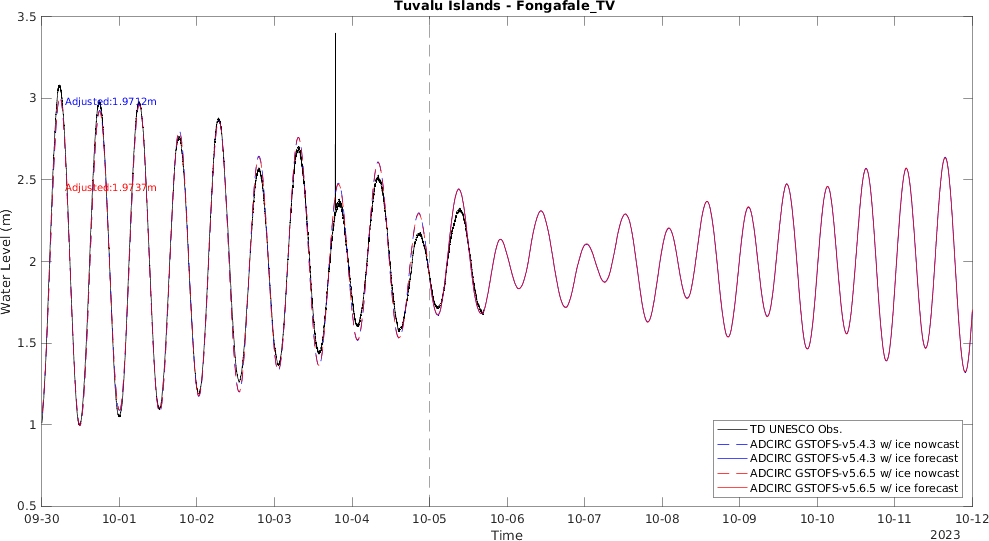 Tuvalu Islands - Fongafale_TV
3.5
3
2.5
2
1.5
1
0.5
Water Level (m)
Adjusted:1.9712m
Adjusted:1.9737m
TD UNESCO Obs.
ADCIRC GSTOFS-v5.4.3 w/ ice nowcast
ADCIRC GSTOFS-v5.4.3 w/ ice forecast
ADCIRC GSTOFS-v5.6.5 w/ ice nowcast
ADCIRC GSTOFS-v5.6.5 w/ ice forecast
09-30 10-01 10-02 10-03 10-04 10-05 10-06 10-07 10-08 10-09 10-10 10-11 10-12
Time
2023